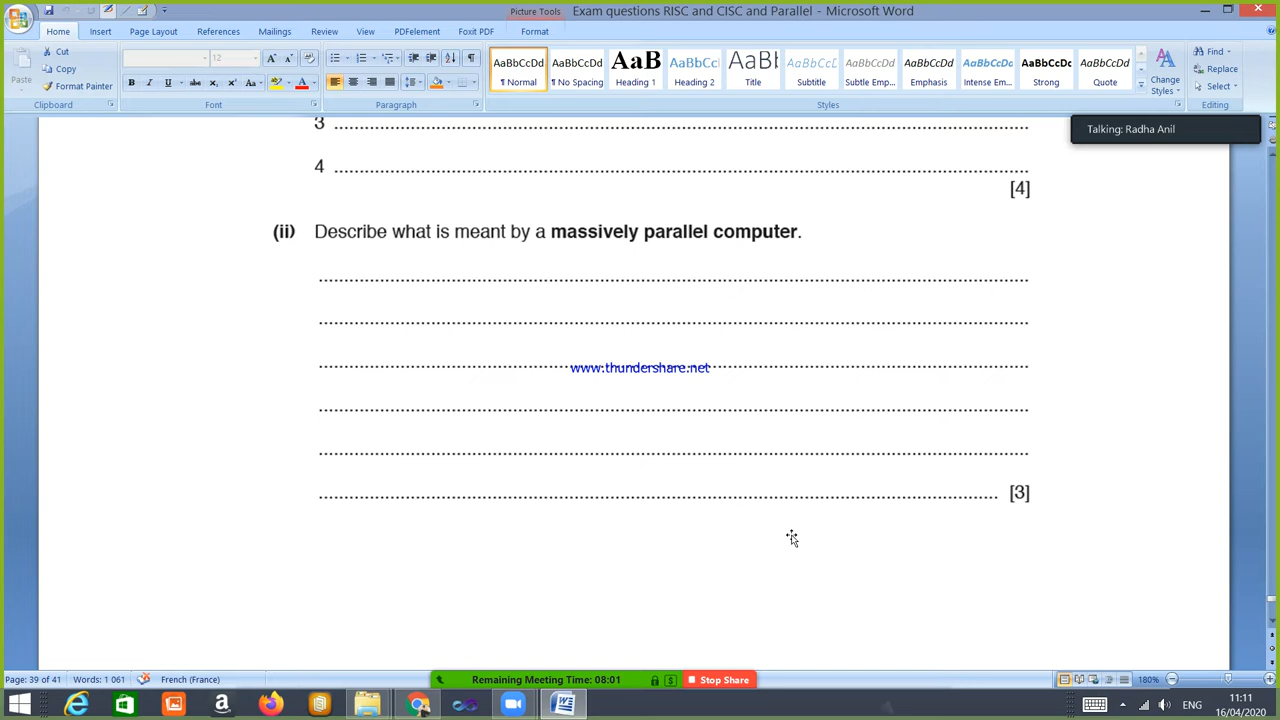 Picture Tools
Exam questions RISC and CISC and Parallel - Microsoft Word
Home Insert Page Layout References Mailings Review View PDFelement Foxit PDF Format
Paste
Cut
Copy
Format Painter
Clipboard
12
Font
Paragraph
AaBbCcDd AaBbCcDd AaB AaBbCc AaB AaBbCcDd AaBbCcDd AaBbCcDd AaBbCcDc AaBbCcDd AaBbCcDd
¶ Normal ¶ No Spacing Heading 1 Heading 2 Title Subtitle Subtle Emp... Emphasis Intense Em... Strong Quote
Styles
Change Styles
Find
Replace
Select
Editing
Talking: Radha Anil
3 ..........
4 ..........
[4]
(ii) Describe what is meant by a massively parallel computer.
www.thundershare.net
[3]
Page: 39 of 41 Words: 1 061 French (France)
Remaining Meeting Time: 08:01
Stop Share
180%
ENG
11:11
16/04/2020